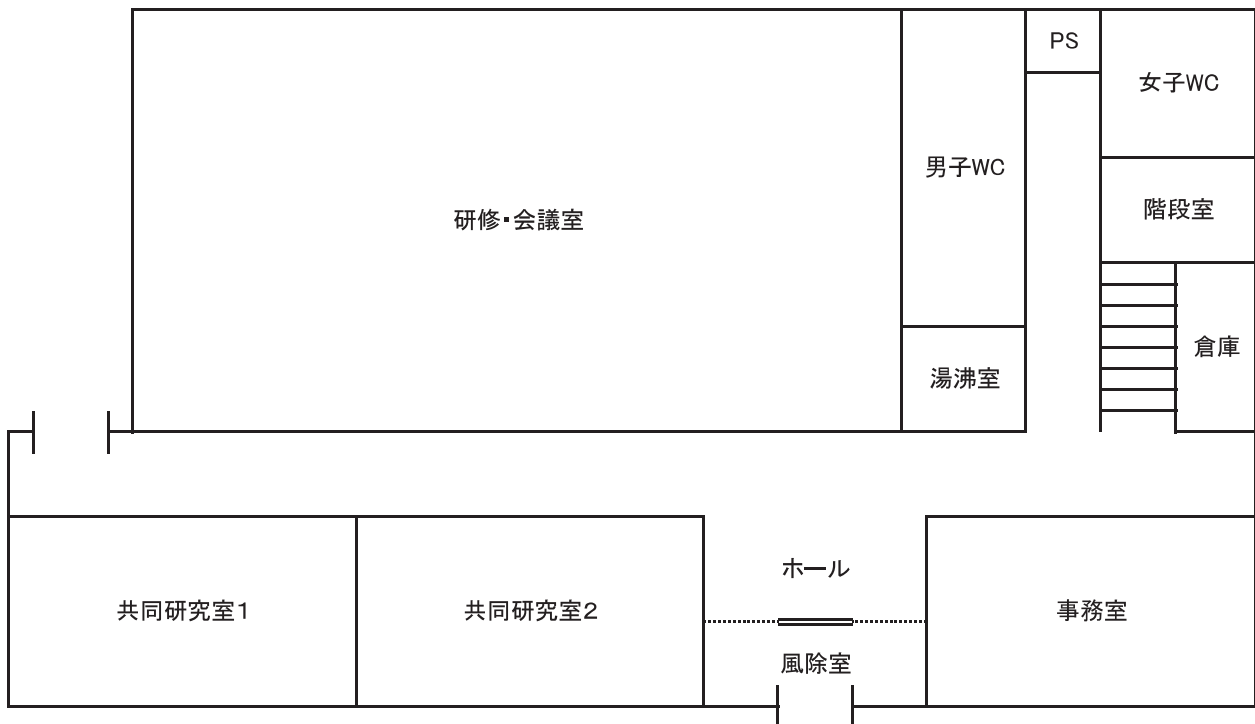 PS
女子WC
男子WC
研修・会議室
階段室
倉庫
湯沸室
ホール
共同研究室1
共同研究室2
事務室
風除室